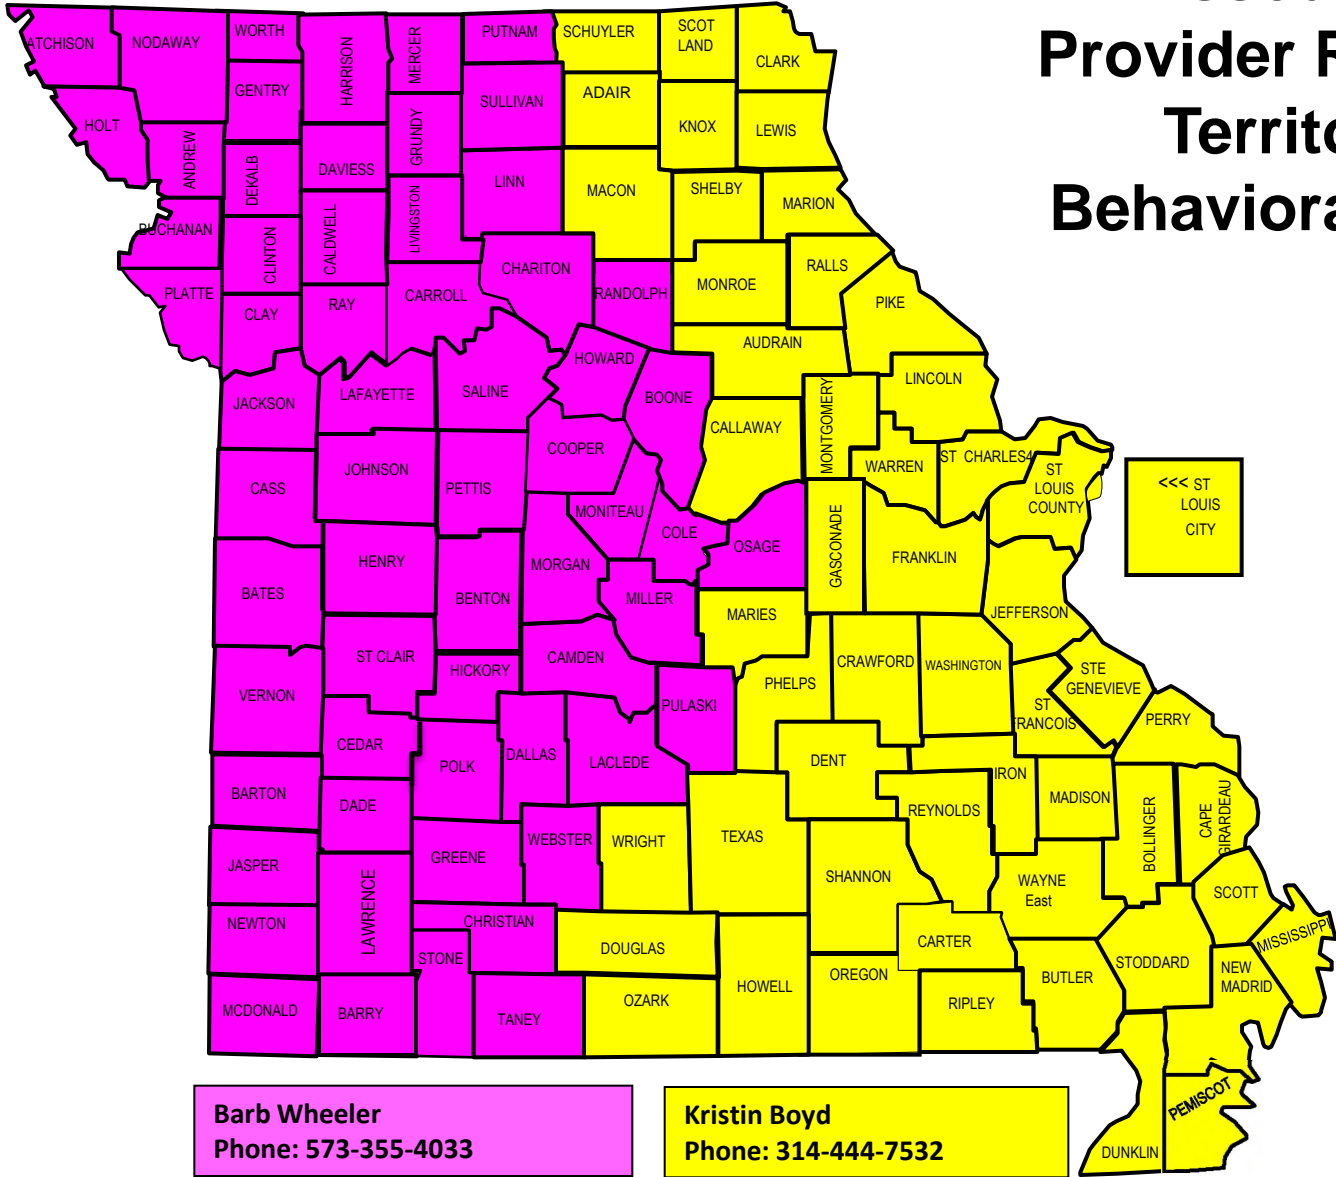 Provider R
Territo
Behaviora
ATCHISON
NODAWAY
WORTH
HARRISON
MERCER
PUTNAM
SCHUYLER
SCOT
LAND
CLARK
GENTRY
SULLIVAN
ADAIR
KNOX
LEWIS
HOLT
ANDREW
DEKALB
DAVIESS
GRUNDY
LINN
MACON
SHELBY
MARION
BUCHANAN
CLINTON
CALDWELL
LIVINGSTON
CHARITON
RANDOLPH
MONROE
RALLS
PIKE
PLATTE
CLAY
RAY
CARROLL
AUDRAIN
HOWARD
BOONE
LINCOLN
JACKSON
LAFAYETTE
SALINE
CALLAWAY
MONTGOMERY
WARREN
ST CHARLES4
ST
LOUIS
COUNTY
<<< ST
LOUIS
CITY
COOPER
CASS
JOHNSON
PETTIS
MONITEAU
COLE
OSAGE
GASCONADE
FRANKLIN
HENRY
MORGAN
BATES
BENTON
MILLER
MARIES
JEFFERSON
ST CLAIR
HICKORY
CAMDEN
PHELPS
CRAWFORD
WASHINGTON
STE
GENEVIEVE
VERNON
PULASKI
ST
FRANCOIS
PERRY
CEDAR
POLK
DALLAS
LACLEDE
DENT
IRON
MADISON
BARTON
DADE
REYNOLDS
BOLLINGER
CAPE
GIRARDEAU
JASPER
GREENE
WEBSTER
WRIGHT
TEXAS
SHANNON
WAYNE
East
SCOTT
NEWTON
LAWRENCE
CHRISTIAN
STONE
DOUGLAS
CARTER
STODDARD
MISSISSIPPI
NEW
MADRID
MCDONALD
BARRY
TANEY
OZARK
HOWELL
OREGON
RIPLEY
BUTLER
PEMISCOT
DUNKLIN
Barb Wheeler
Phone: 573-355-4033
Kristin Boyd
Phone: 314-444-7532